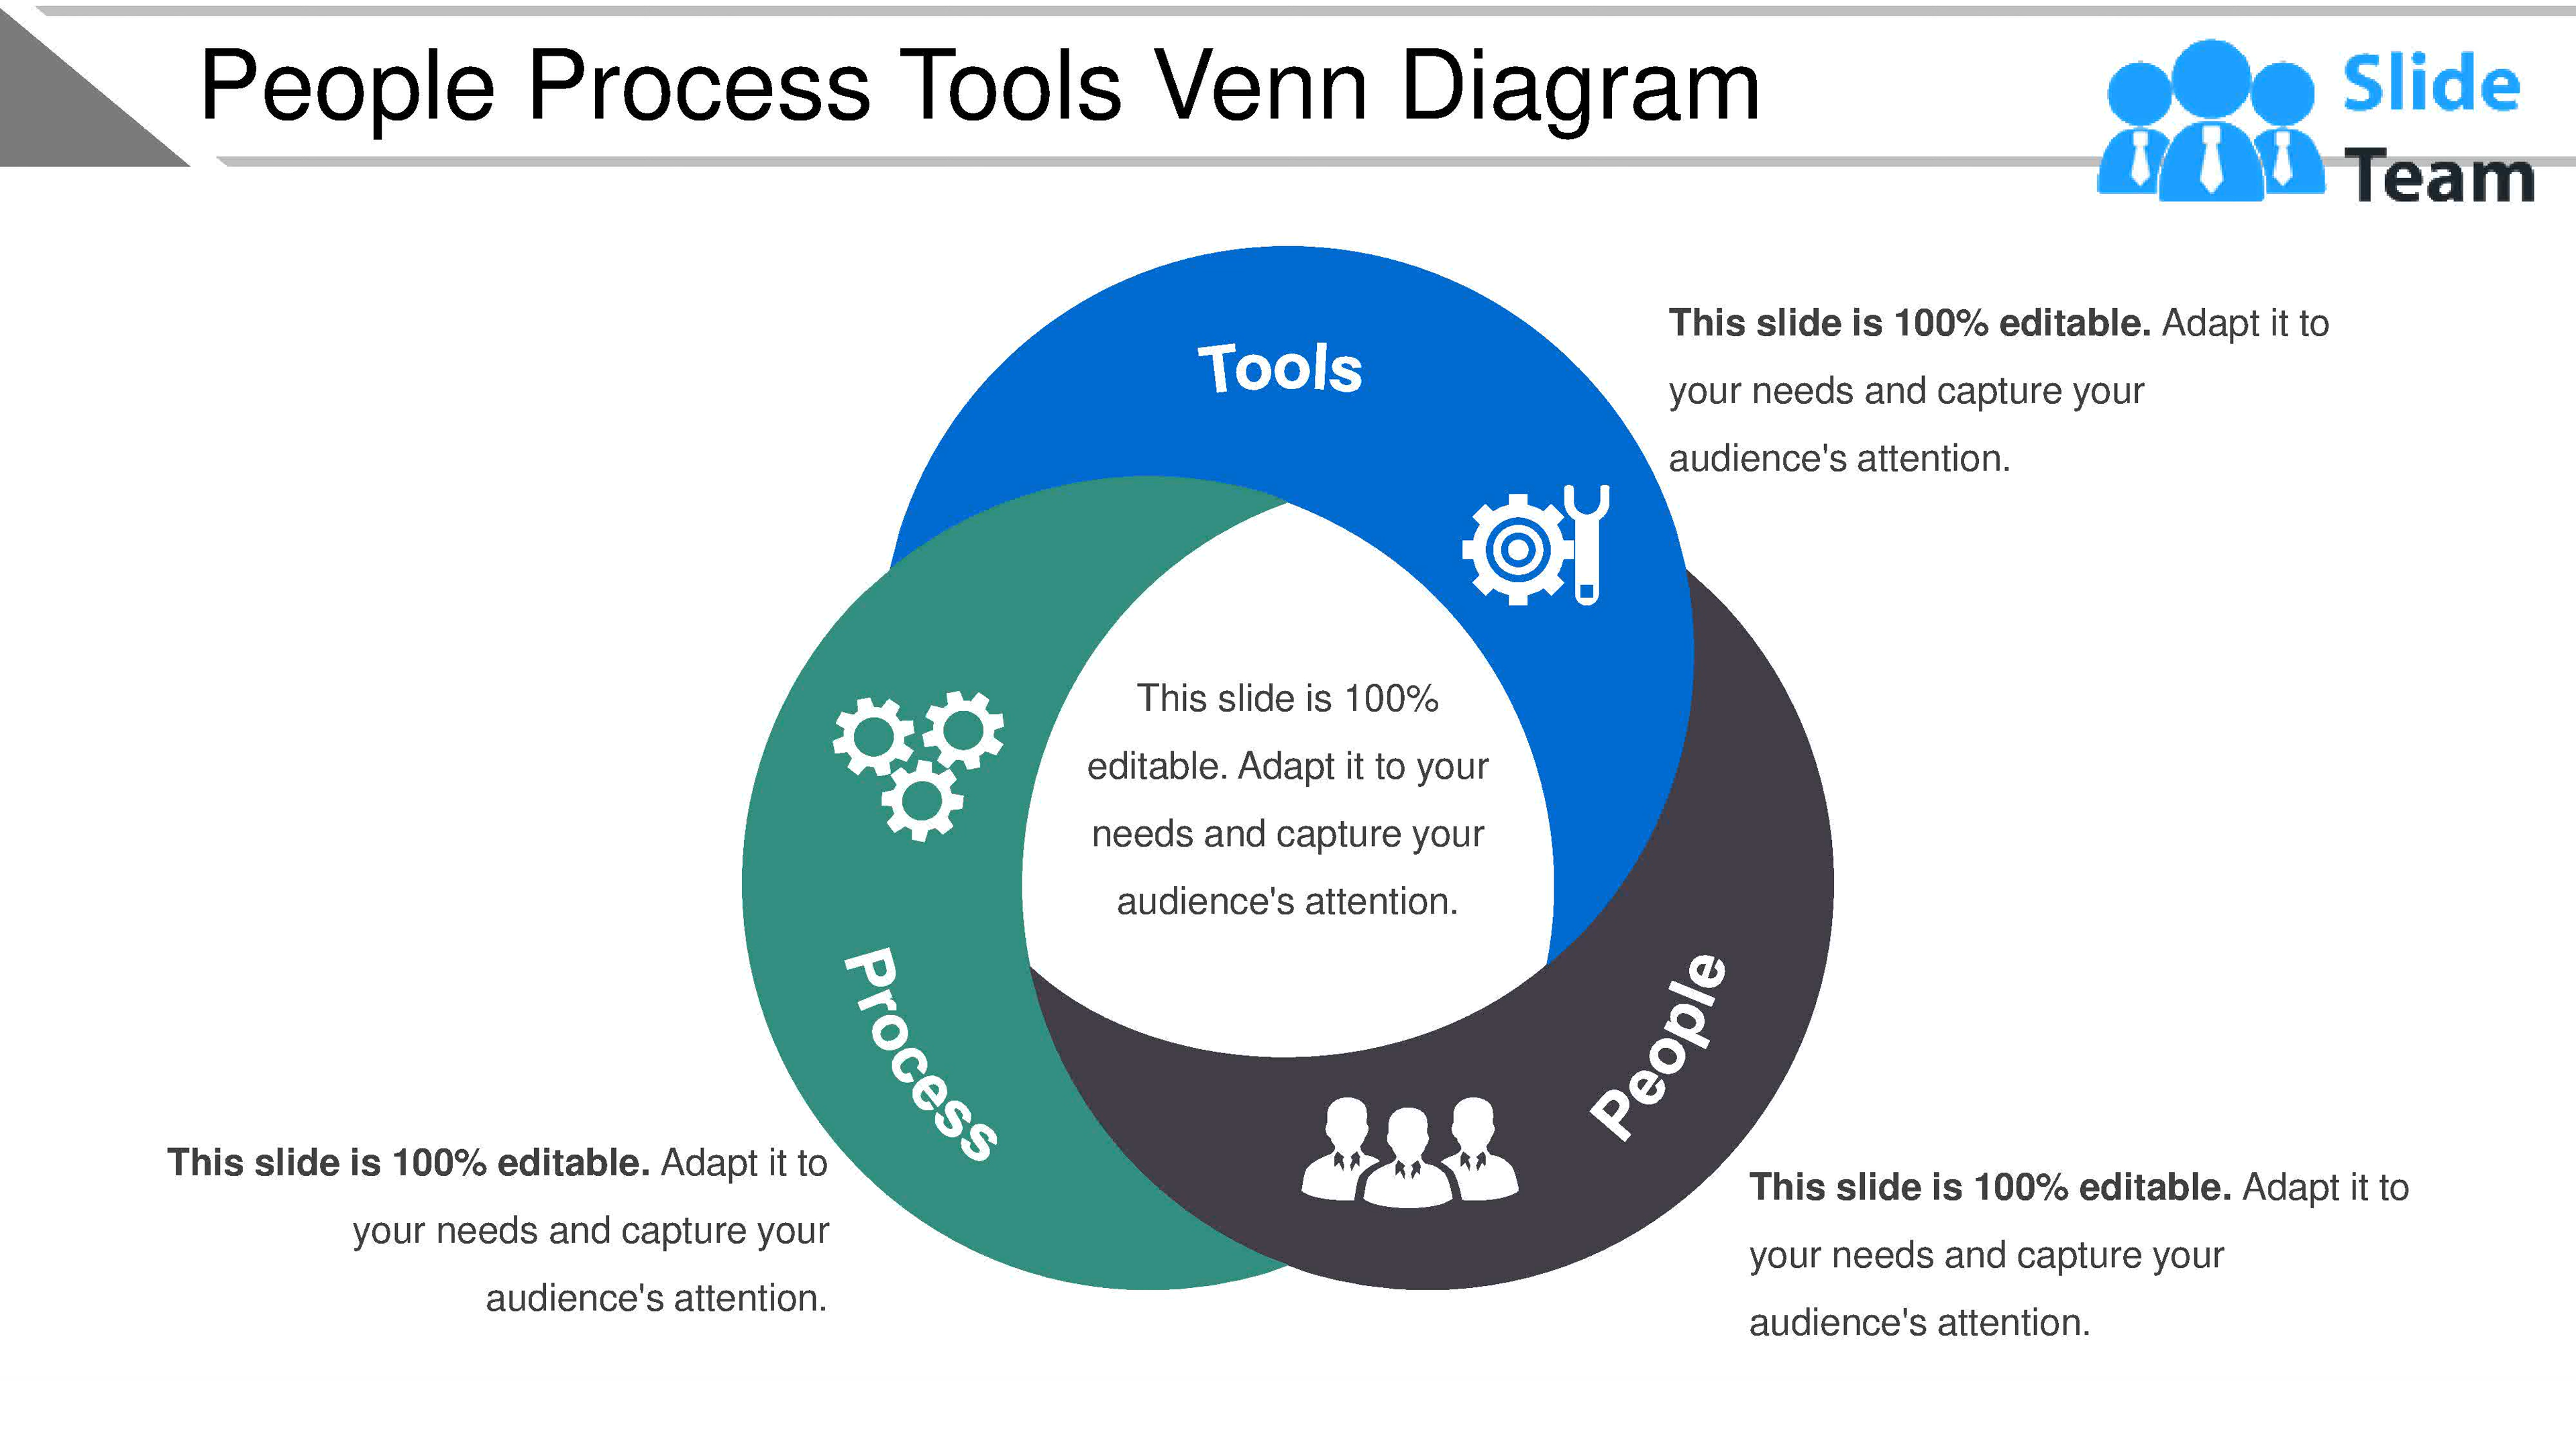 People Process Tools Venn Diagram
Slide
Team
Tools
This slide is 100% editable. Adapt it to
your needs and capture your
audience's attention.
This slide is 100%
editable. Adapt it to your
needs and capture your
audience's attention.
Process
People
This slide is 100% editable. Adapt it to
your needs and capture your
audience's attention.
This slide is 100% editable. Adapt it to
your needs and capture your
audience's attention.